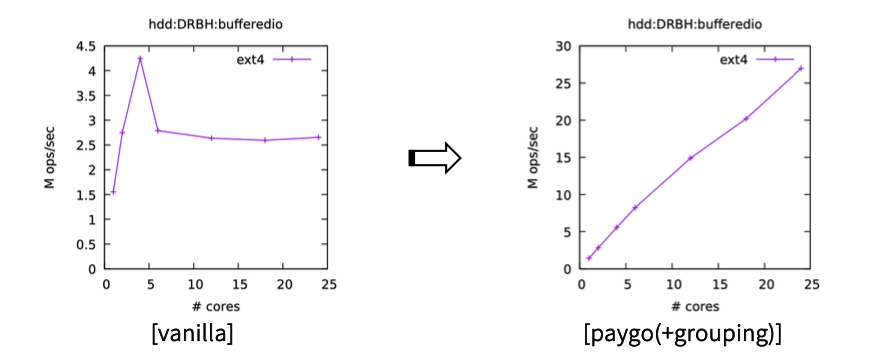 hdd:DRBH:bufferedio
4.5
4
3.5
3
2.5
2
1.5
1
0.5
0
M ops/sec
ext4
0 5 10 15 20 25
# cores
[vanilla]
hdd:DRBH:bufferedio
30
25
20
15
10
5
0
M ops/sec
ext4
0 5 10 15 20 25
# cores
[paygo(+grouping)]